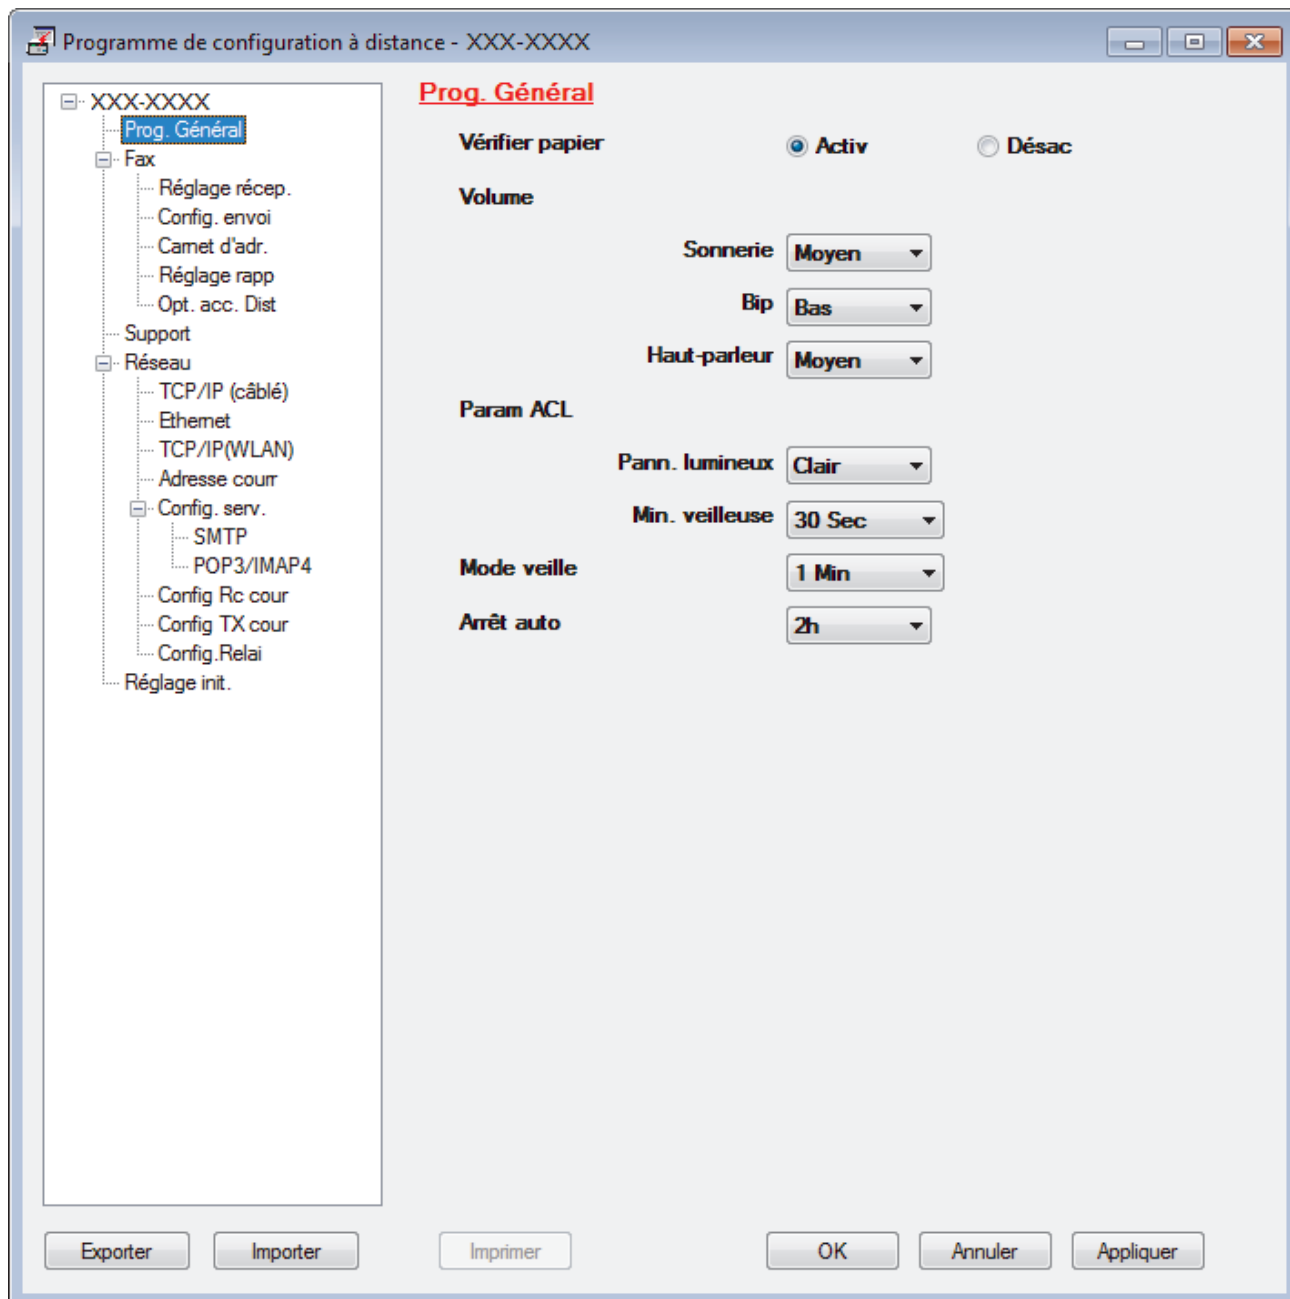 Programme de configuration à distance - XXX-XXXX
XXX-XXXX
Prog. Général
Fax
Réglage récep.
Config. envoi
Carnet d'adr.
Réglage rapp
Opt. acc. Dist
Support
Réseau
TCP/IP (câblé)
Ethernet
TCP/IP(WLAN)
Adresse courr
Config. serv.
SMTP
POP3/IMAP4
Config Rc cour
Config TX cour
Config.Relai
Réglage init.
Prog. Général
Vérifier papier Activ Désac
Volume
Sonnerie Moyen
Bip Bas
Haut-parleur Moyen
Param ACL
Pann. lumineux Clair
Min. veilleuse 30 Sec
Mode veille 1 Min
Arrêt auto 2h
Exporter Importer Imprimer OK Annuler Appliquer